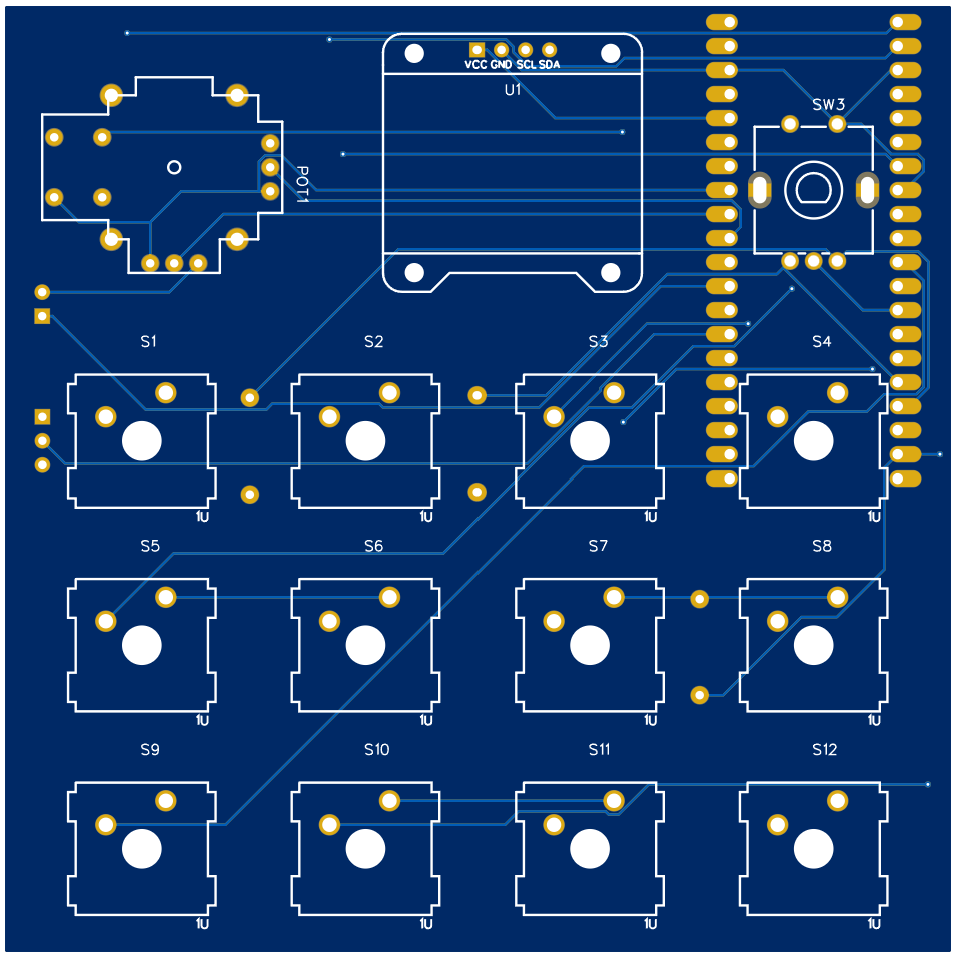 VCC GND SCL SDA
U1
SW3
POT1
S1 S2 S3 S4
1U 1U 1U 1U
S5 S6 S7 S8
1U 1U 1U 1U
S9 S10 S11 S12
1U 1U 1U 1U